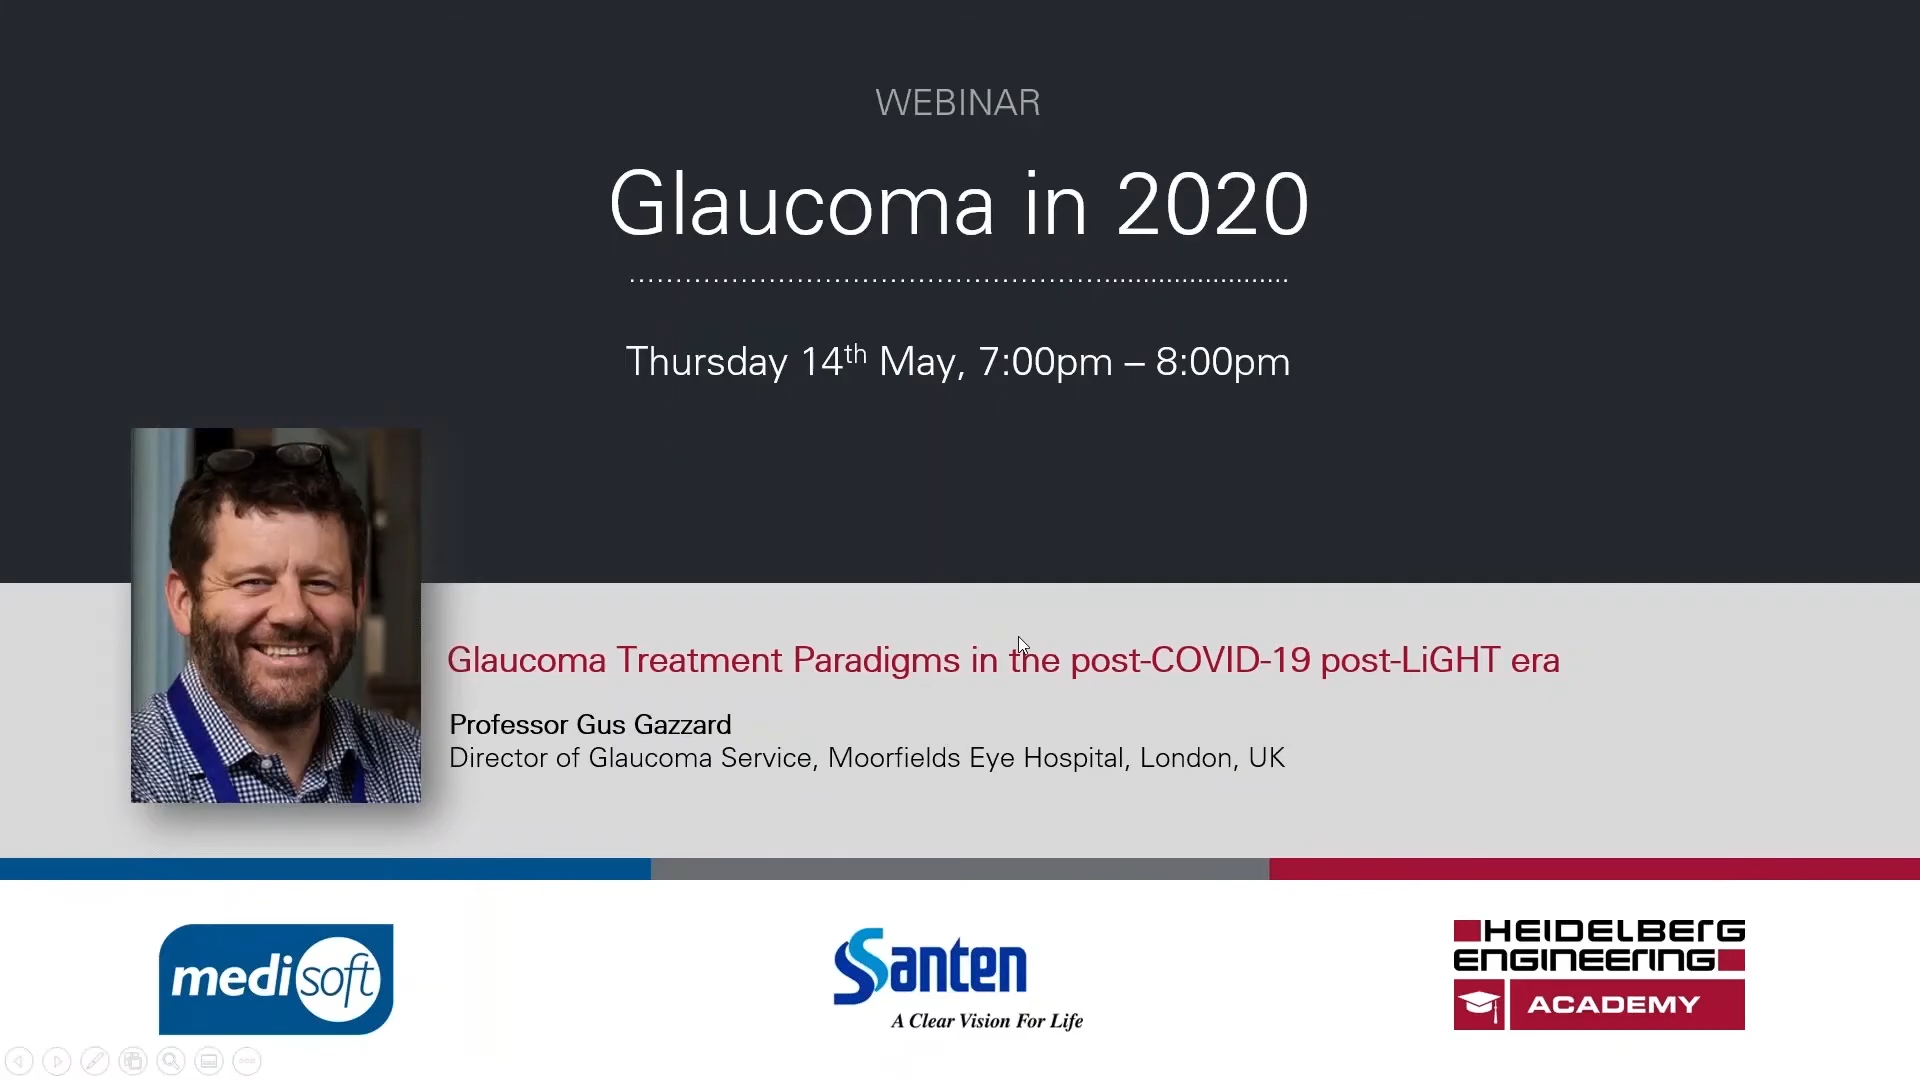 WEBINAR
Glaucoma in 2020
Thursday 14th May, 7:00pm – 8:00pm
Glaucoma Treatment Paradigms in the post-COVID-19 post-LiGHT era
Professor Gus Gazzard
Director of Glaucoma Service, Moorfields Eye Hospital, London, UK
medisoft
Santen
A Clear Vision For Life
HEIDELBERG
ENGINEERING
ACADEMY